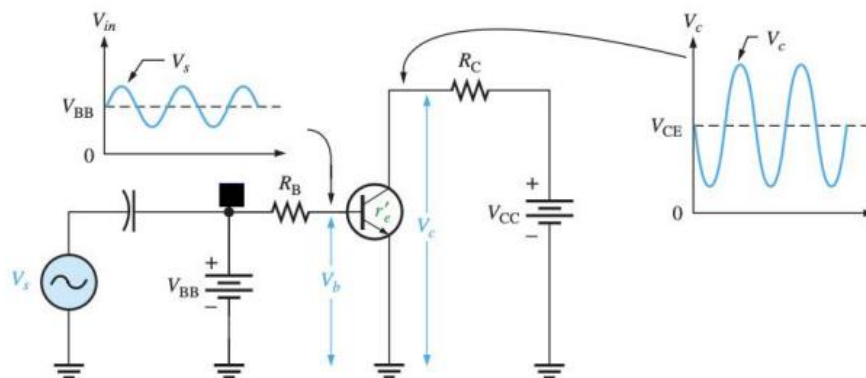 V_in
V_s
V_BB
0
R_B
r'_e
R_C
V_c
V_c
V_CE
0
V_s
V_BB
+
−
V_b
V_c
V_CC
+
−